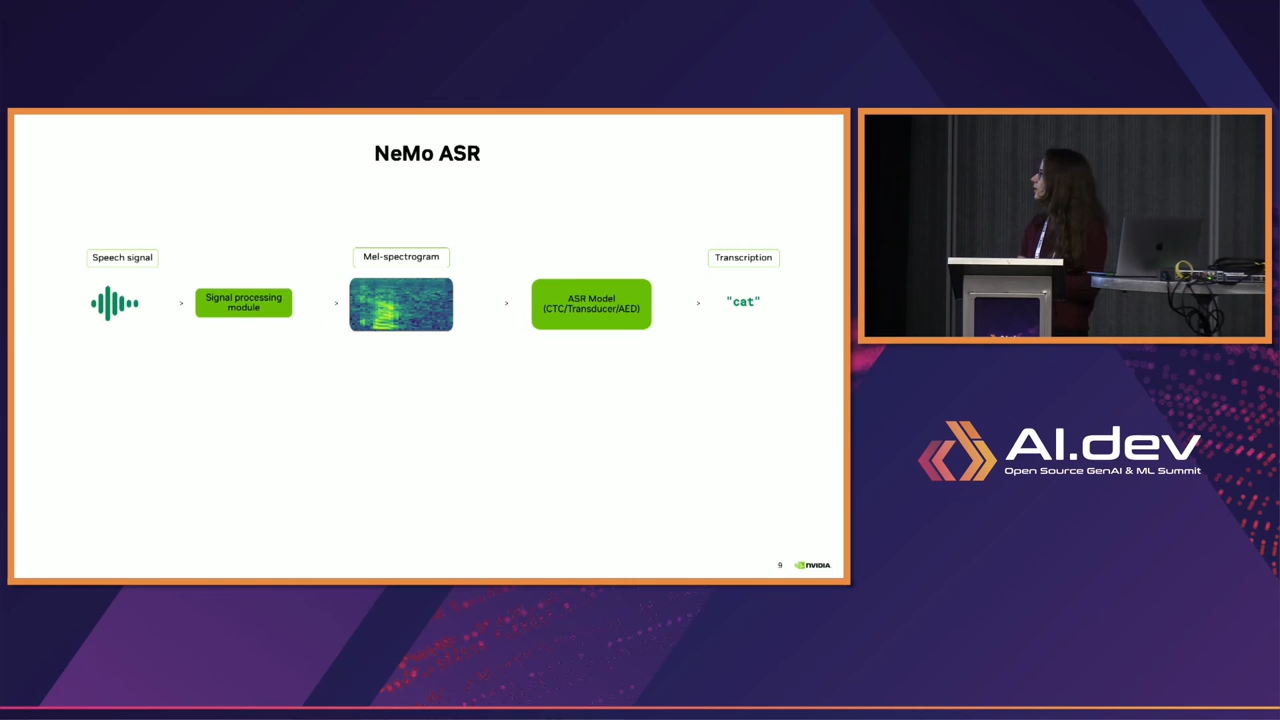 NeMo ASR
Speech signal
Mel-spectrogram
Transcription
>
Signal processing
module
>
>
ASR Model
(CTC/Transducer/AED)
>
"cat"
9
NVIDIA
AI.dev
Open Source GenAI & ML Summit